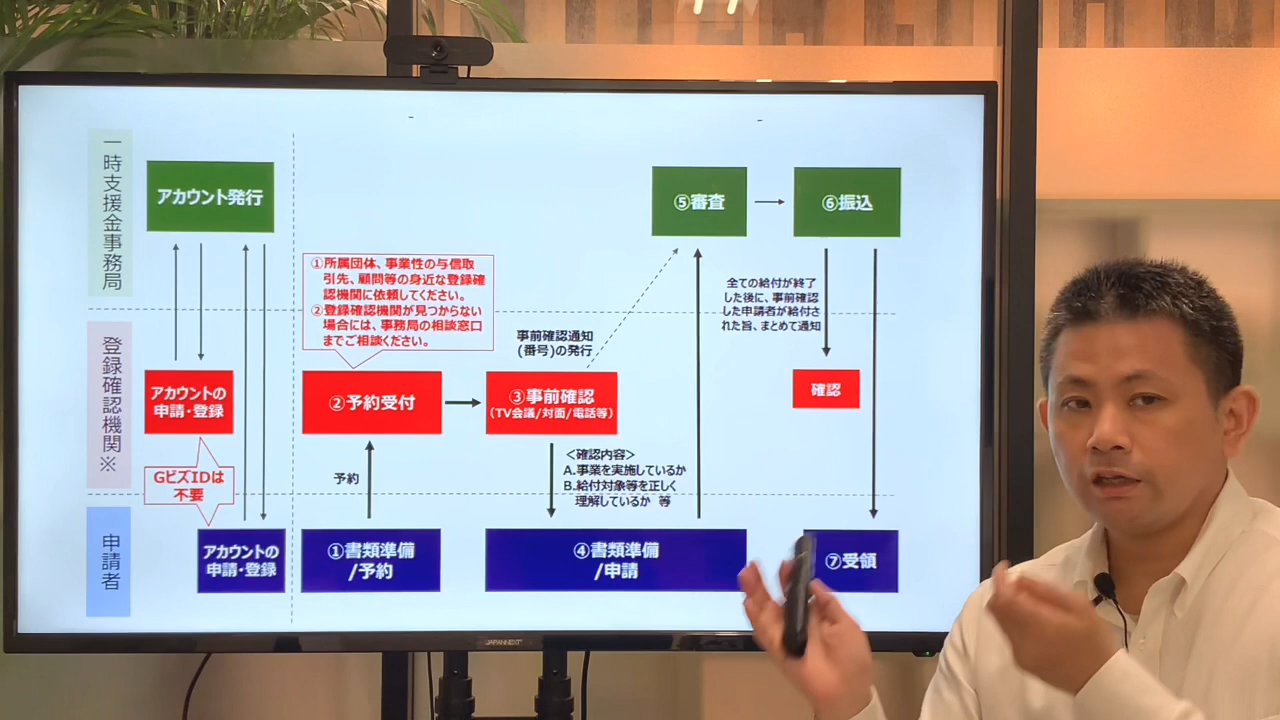 一時支援金事務局
アカウント発行
⑤審査
⑥振込
①所属団体、事業性の与信取
引先、顧問等の身近な登録確
認機関に依頼してください。
②登録確認機関が見つからない
場合には、事務局の相談窓口
までご相談ください。
事前確認通知
(番号)の発行
全ての給付が終了
した後に、事前確認
した申請者が給付さ
れた旨、まとめて通知
登録確認機関※
アカウントの
申請・登録
②予約受付
③事前確認
(TV会議/対面/電話等)
確認
GビズIDは
不要
予約
<確認内容>
A.事業を実施しているか
B.給付対象等を正しく
理解しているか 等
申請者
アカウントの
申請・登録
①書類準備
/予約
④書類準備
/申請
⑦受領
JAPANNEXT